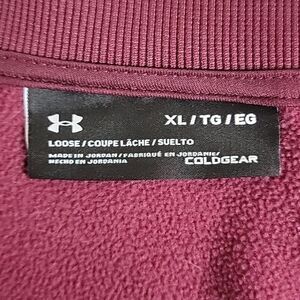 XL / TG / EG
LOOSE / COUPE LÂCHE / SUELTO
MADE IN JORDAN / FABRIQUÉ EN JORDANIE/
HECHO EN JORDANIA
COLDGEAR